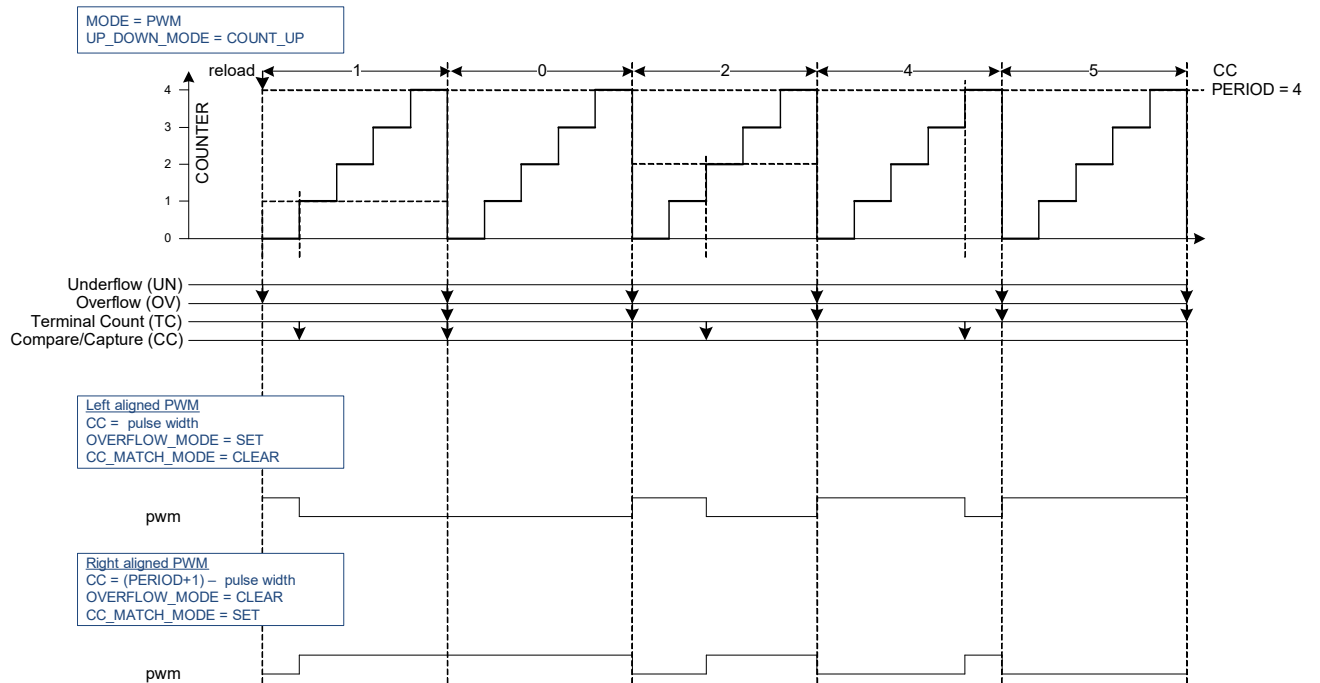 MODE = PWM
UP_DOWN_MODE = COUNT_UP
reload 1 0 2 4 5 CC
PERIOD = 4
4
3
2
1
0
COUNTER
Underflow (UN)
Overflow (OV)
Terminal Count (TC)
Compare/Capture (CC)
Left aligned PWM
CC = pulse width
OVERFLOW_MODE = SET
CC_MATCH_MODE = CLEAR
pwm
Right aligned PWM
CC = (PERIOD+1) – pulse width
OVERFLOW_MODE = CLEAR
CC_MATCH_MODE = SET
pwm